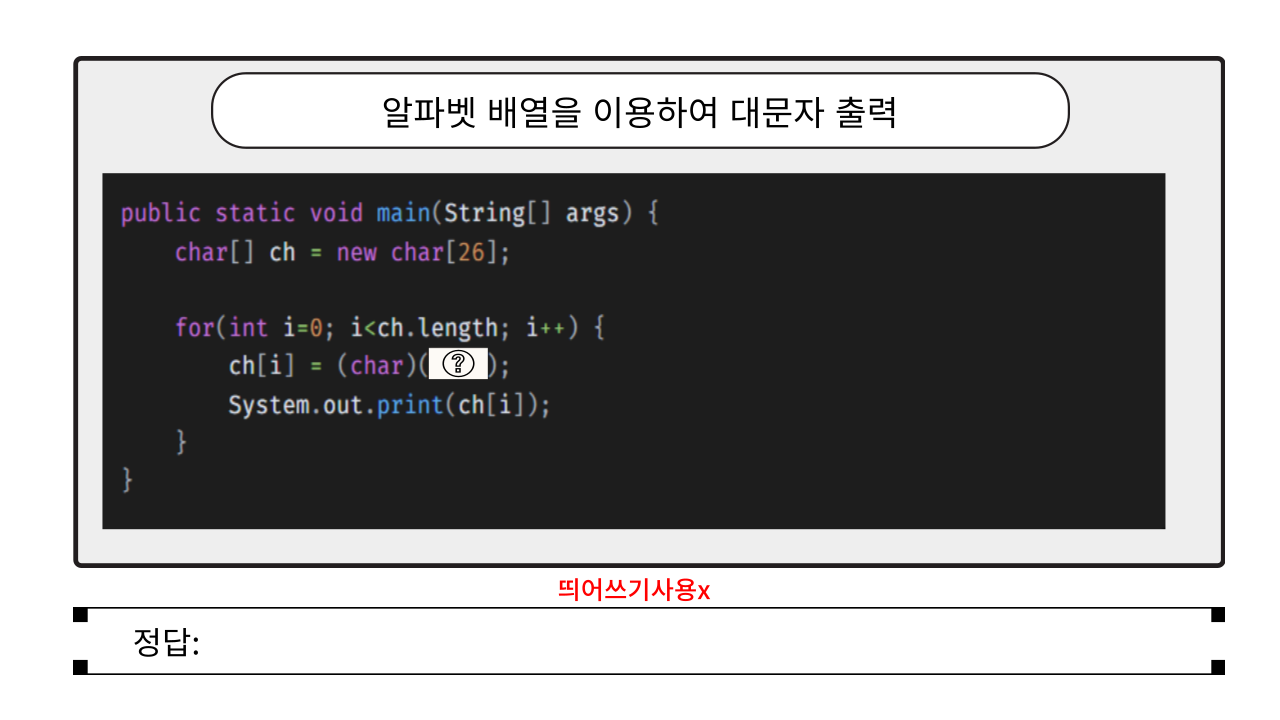 알파벳 배열을 이용하여 대문자 출력
public static void main(String[] args) {
    char[] ch = new char[26];
    for(int i=0; i<ch.length; i++) {
        ch[i] = (char)(?);
        System.out.print(ch[i]);
    }
}
띄어쓰기사용x
정답: